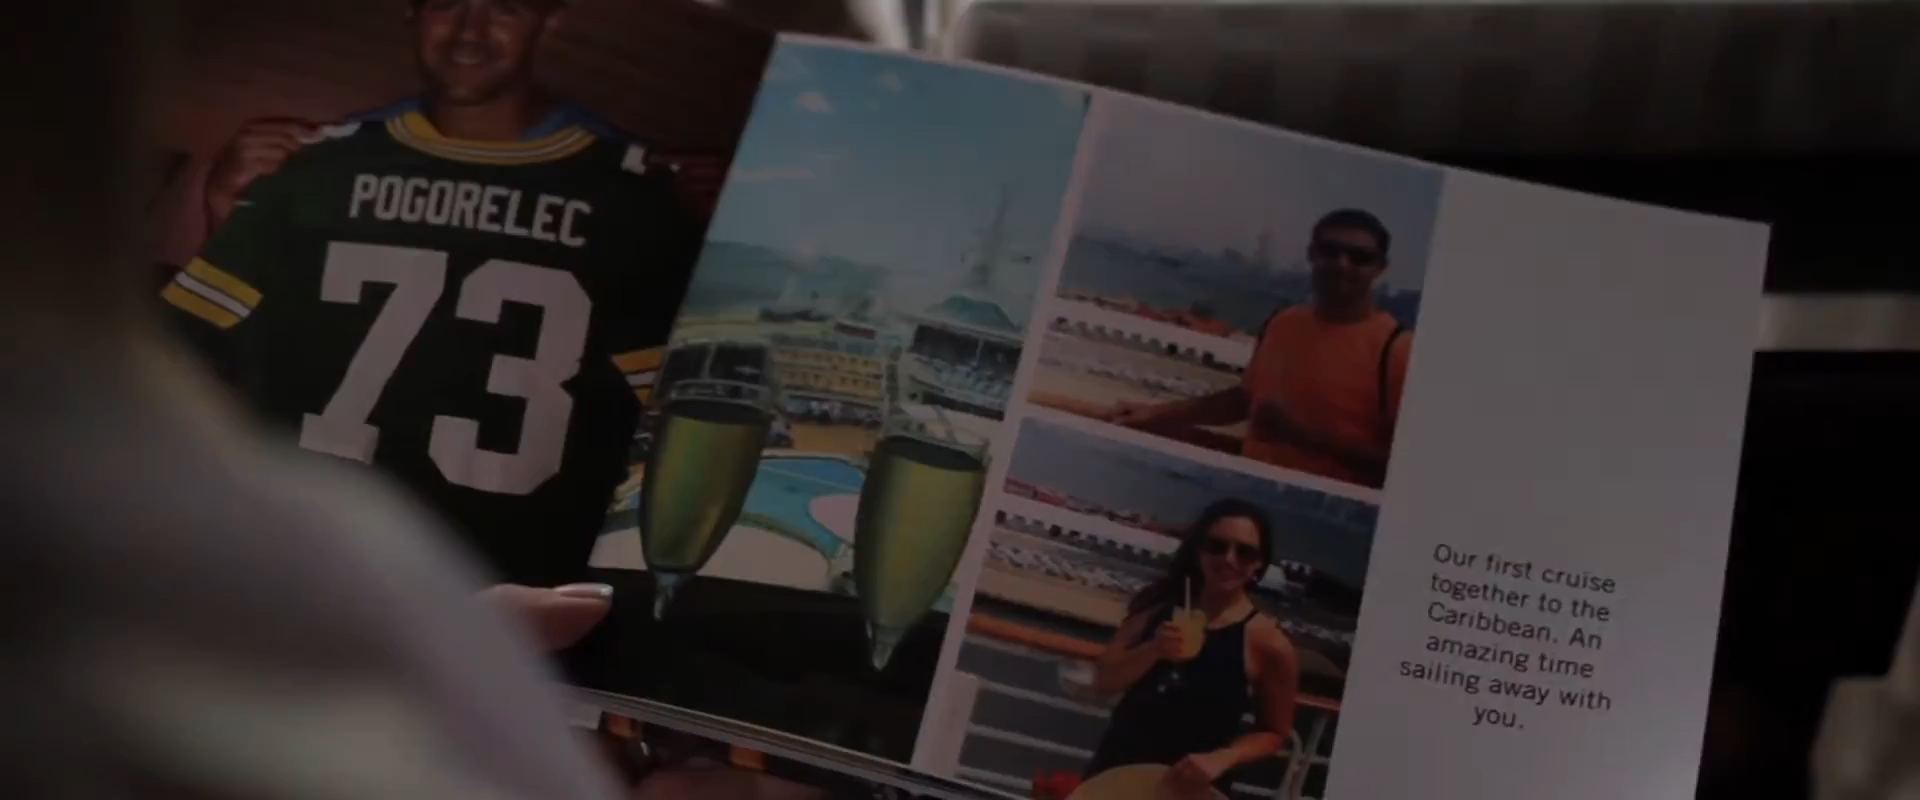 POGORELEC
73
Our first cruise
together to the
Caribbean. An
amazing time
sailing away with
you.